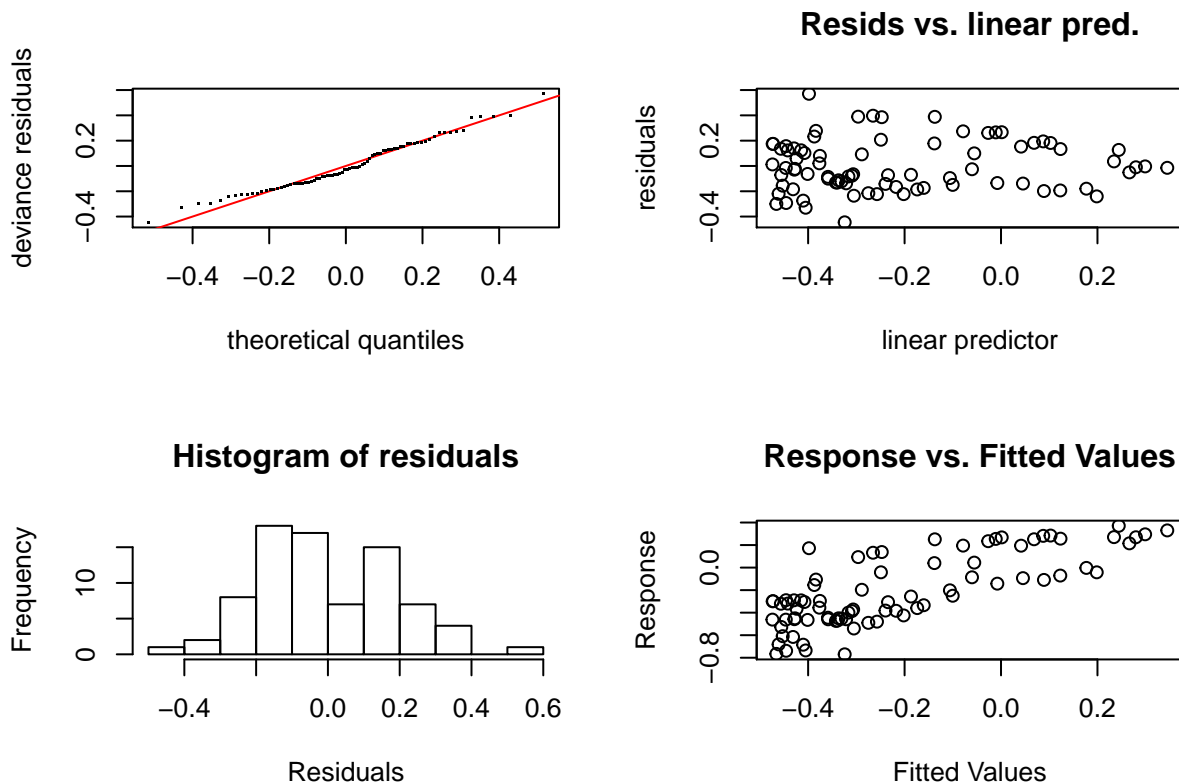 deviance residuals
0.2
−0.4
−0.4
−0.2
0.0
0.2
0.4
theoretical quantiles
Resids vs. linear pred.
residuals
0.2
−0.4
−0.4
−0.2
0.0
0.2
linear predictor
Histogram of residuals
Frequency
10
0
−0.4
0.0
0.2
0.4
0.6
Residuals
Response vs. Fitted Values
Response
0.0
−0.8
−0.4
−0.2
0.0
0.2
Fitted Values